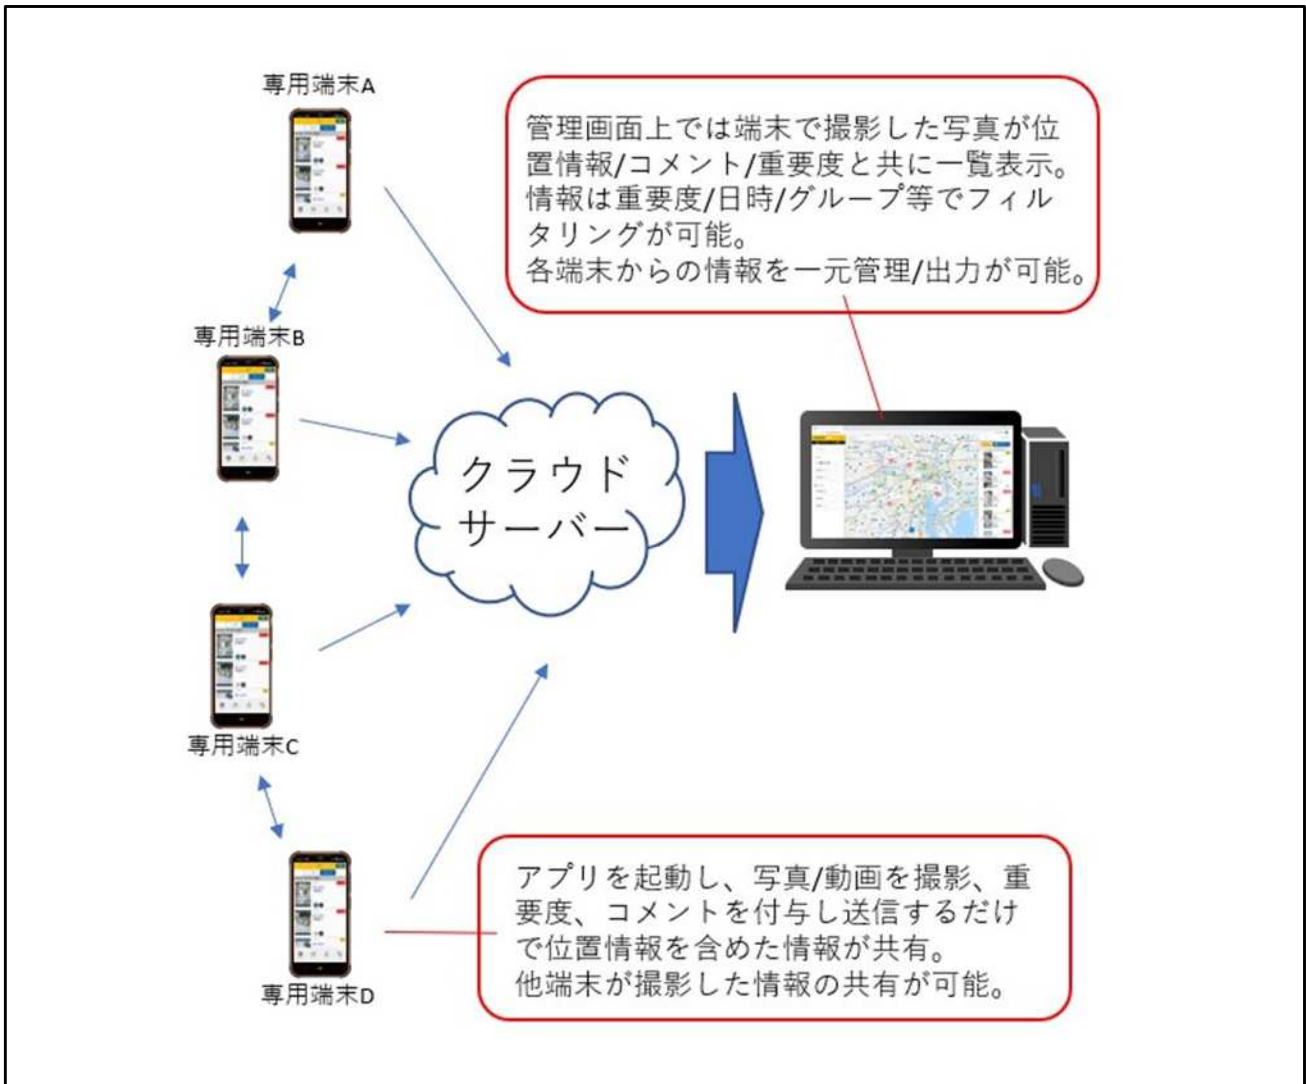 専用端末A
管理画面上では端末で撮影した写真が位
置情報/コメント/重要度と共に一覧表示。
情報は重要度/日時/グループ等でフィル
タリングが可能。
各端末からの情報を一元管理/出力が可能。
専用端末B
クラウド
サーバー
専用端末C
アプリを起動し、写真/動画を撮影、重
要度、コメントを付与し送信するだけ
で位置情報を含めた情報が共有。
他端末が撮影した情報の共有が可能。
専用端末D